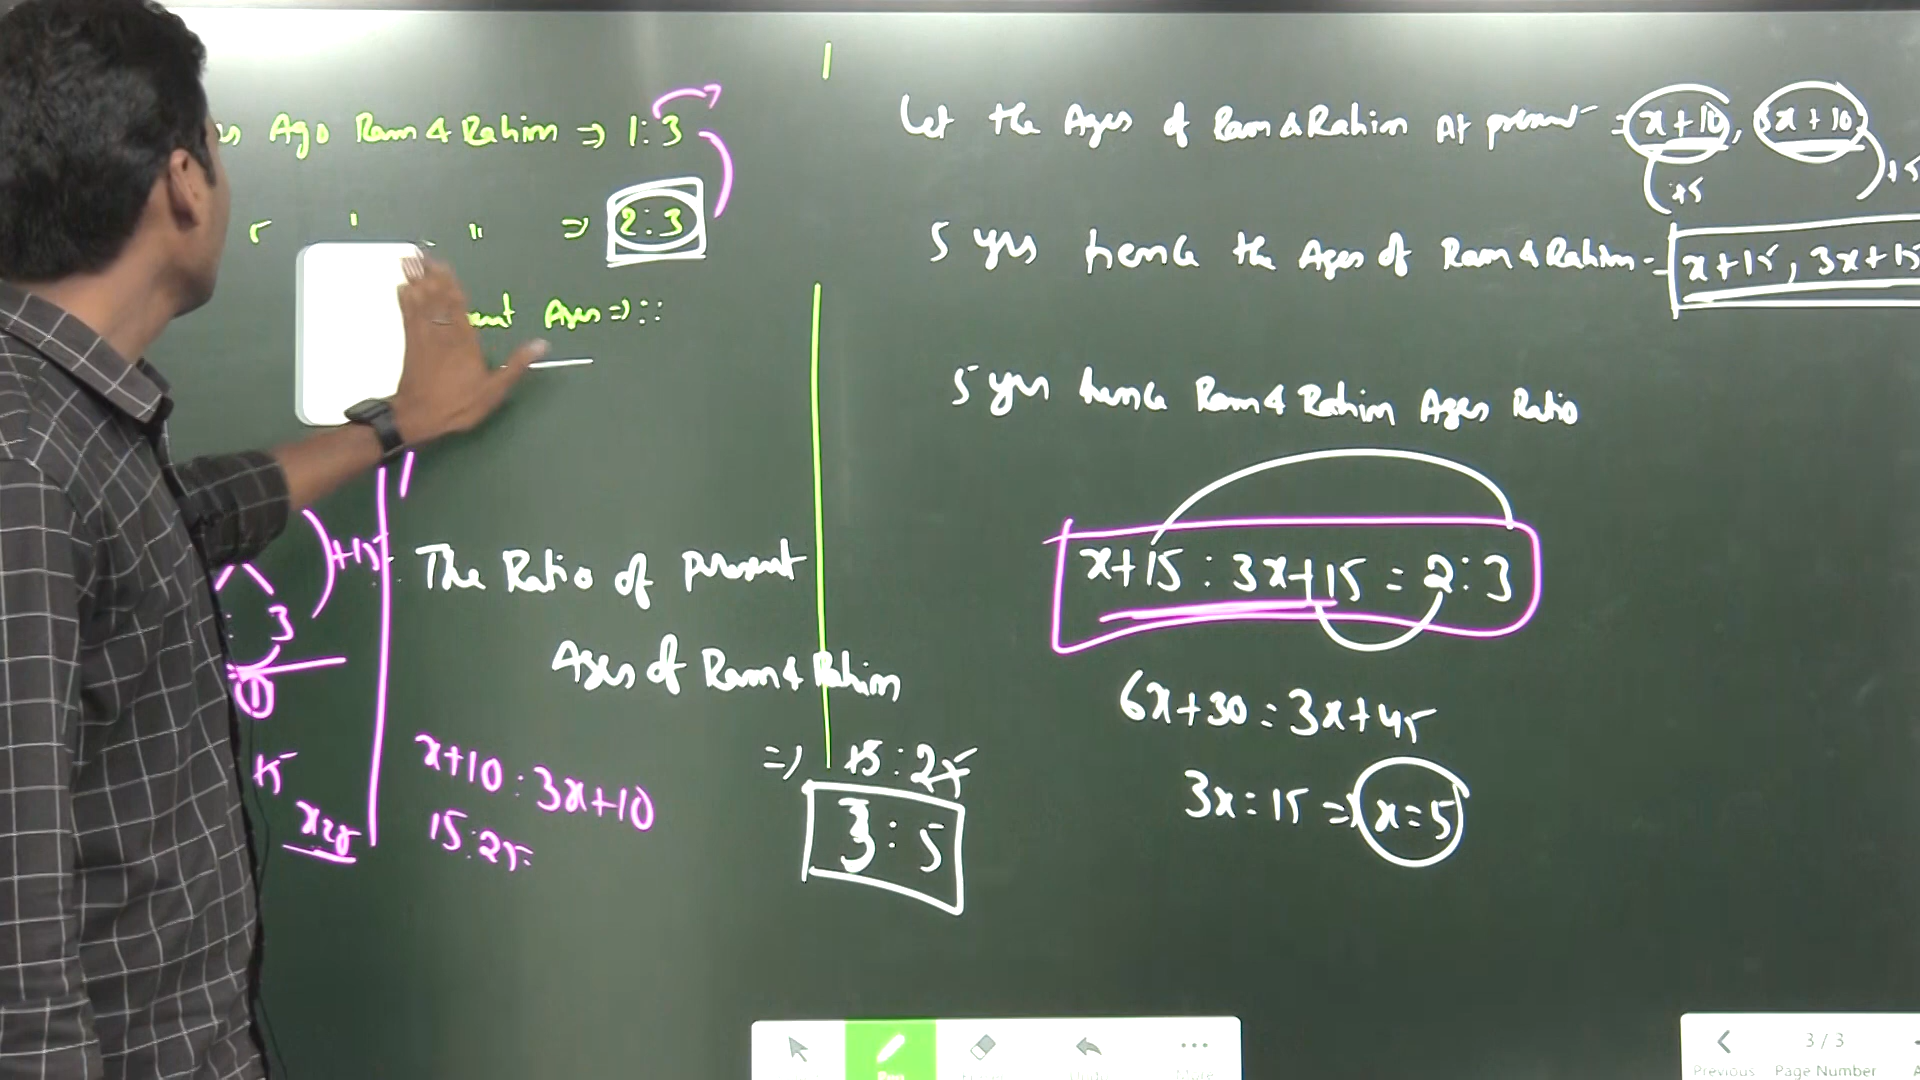 Ago Ram & Rahim ⇒ 1:3
" ⇒ 2:3
Ages ⇒ ::
+15
3
①
The Ratio of present
Ages of Ram & Rahim
x+10 : 3x+10
15:25
⇒ 15:25
3:5
Let the Ages of Ram & Rahim At present = x+10, 3x+10
+5 +5
5 yrs hence the Ages of Ram & Rahim = x+15, 3x+15
5 yrs hence Ram & Rahim Ages Ratio
x+15 : 3x+15 = 2:3
6x+30 = 3x+45
3x = 15 ⇒ x=5
More
Previous
3 / 3
Page Number